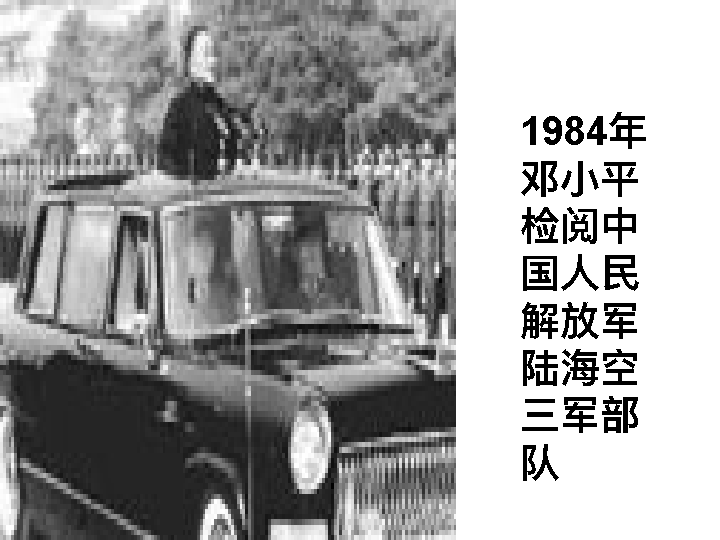 1984年
邓小平
检阅中
国人民
解放军
陆海空
三军部
队